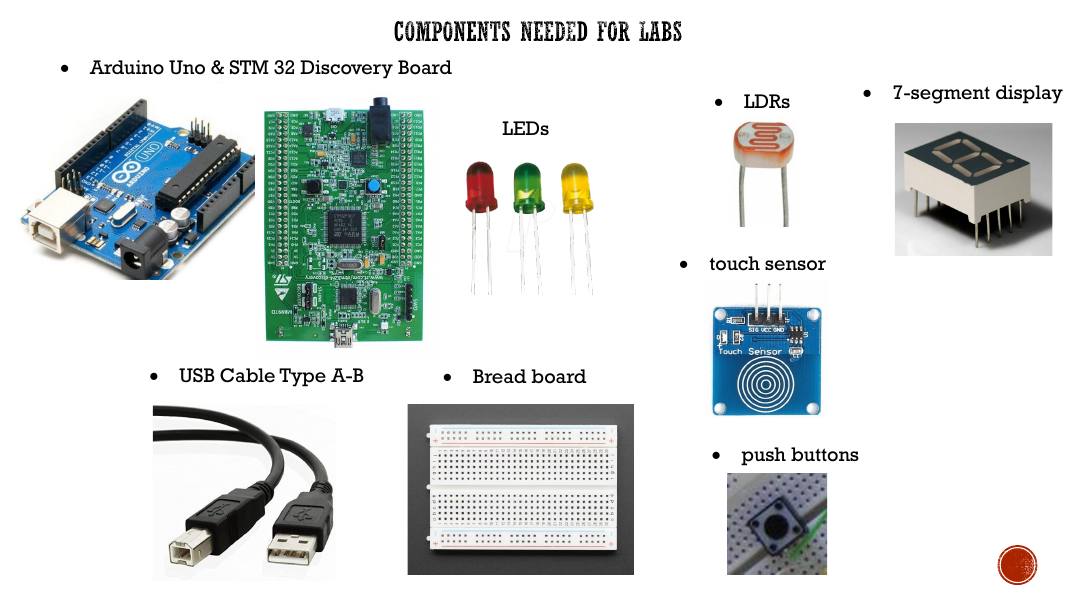 COMPONENTS NEEDED FOR LABS
• Arduino Uno & STM 32 Discovery Board
• LDRs
• 7-segment display
LEDs
UNO
ARDUINO
• touch sensor
SIG VCC GND
Touch Sensor
• USB Cable Type A-B
• Bread board
• push buttons